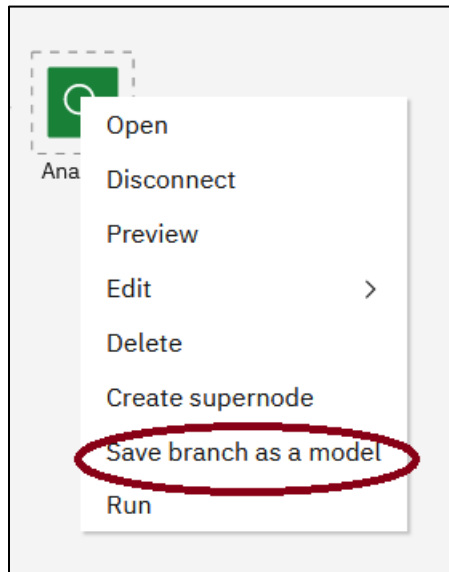 Open
Ana
Disconnect
Preview
Edit
Delete
Create supernode
Save branch as a model
Run